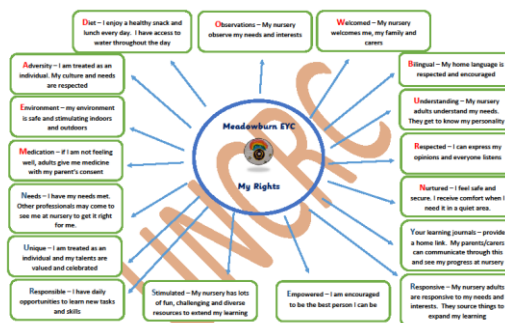 Diet – I enjoy a healthy snack and
lunch every day. I have access to
water throughout the day
Observations – My nursery
observe my needs and interests
Welcomed – My nursery
welcomes me, my family and
carers
Adversity – I am treated as an
individual. My culture and needs
are respected
Bilingual – My home language is
respected and encouraged
Environment – my environment
is safe and stimulating indoors
and outdoors
Understanding – My nursery
adults understand my needs.
They get to know my personality
Medication – if I am not feeling
well, adults give me medicine
with my parent's consent
Meadowburn EYC
My Rights
Respected – I can express my
opinions and everyone listens
Needs – I have my needs met.
Other professionals may come to
see me at nursery to get it right for
me.
Nurtured – I feel safe and
secure. I receive comfort when I
need it in a quiet area.
Unique – I am treated as an
individual and my talents are
valued and celebrated
Your learning journals – provide
a home link. My parents/carers
can communicate through this
and see my progress at nursery
Responsible – I have daily
opportunities to learn new tasks
and skills
Stimulated – My nursery has lots
of fun, challenging and diverse
resources to extend my learning
Empowered – I am encouraged
to be the best person I can be
Responsive – My nursery adults
are responsive to my needs and
interests. They source things to
expand my learning
UNCRC